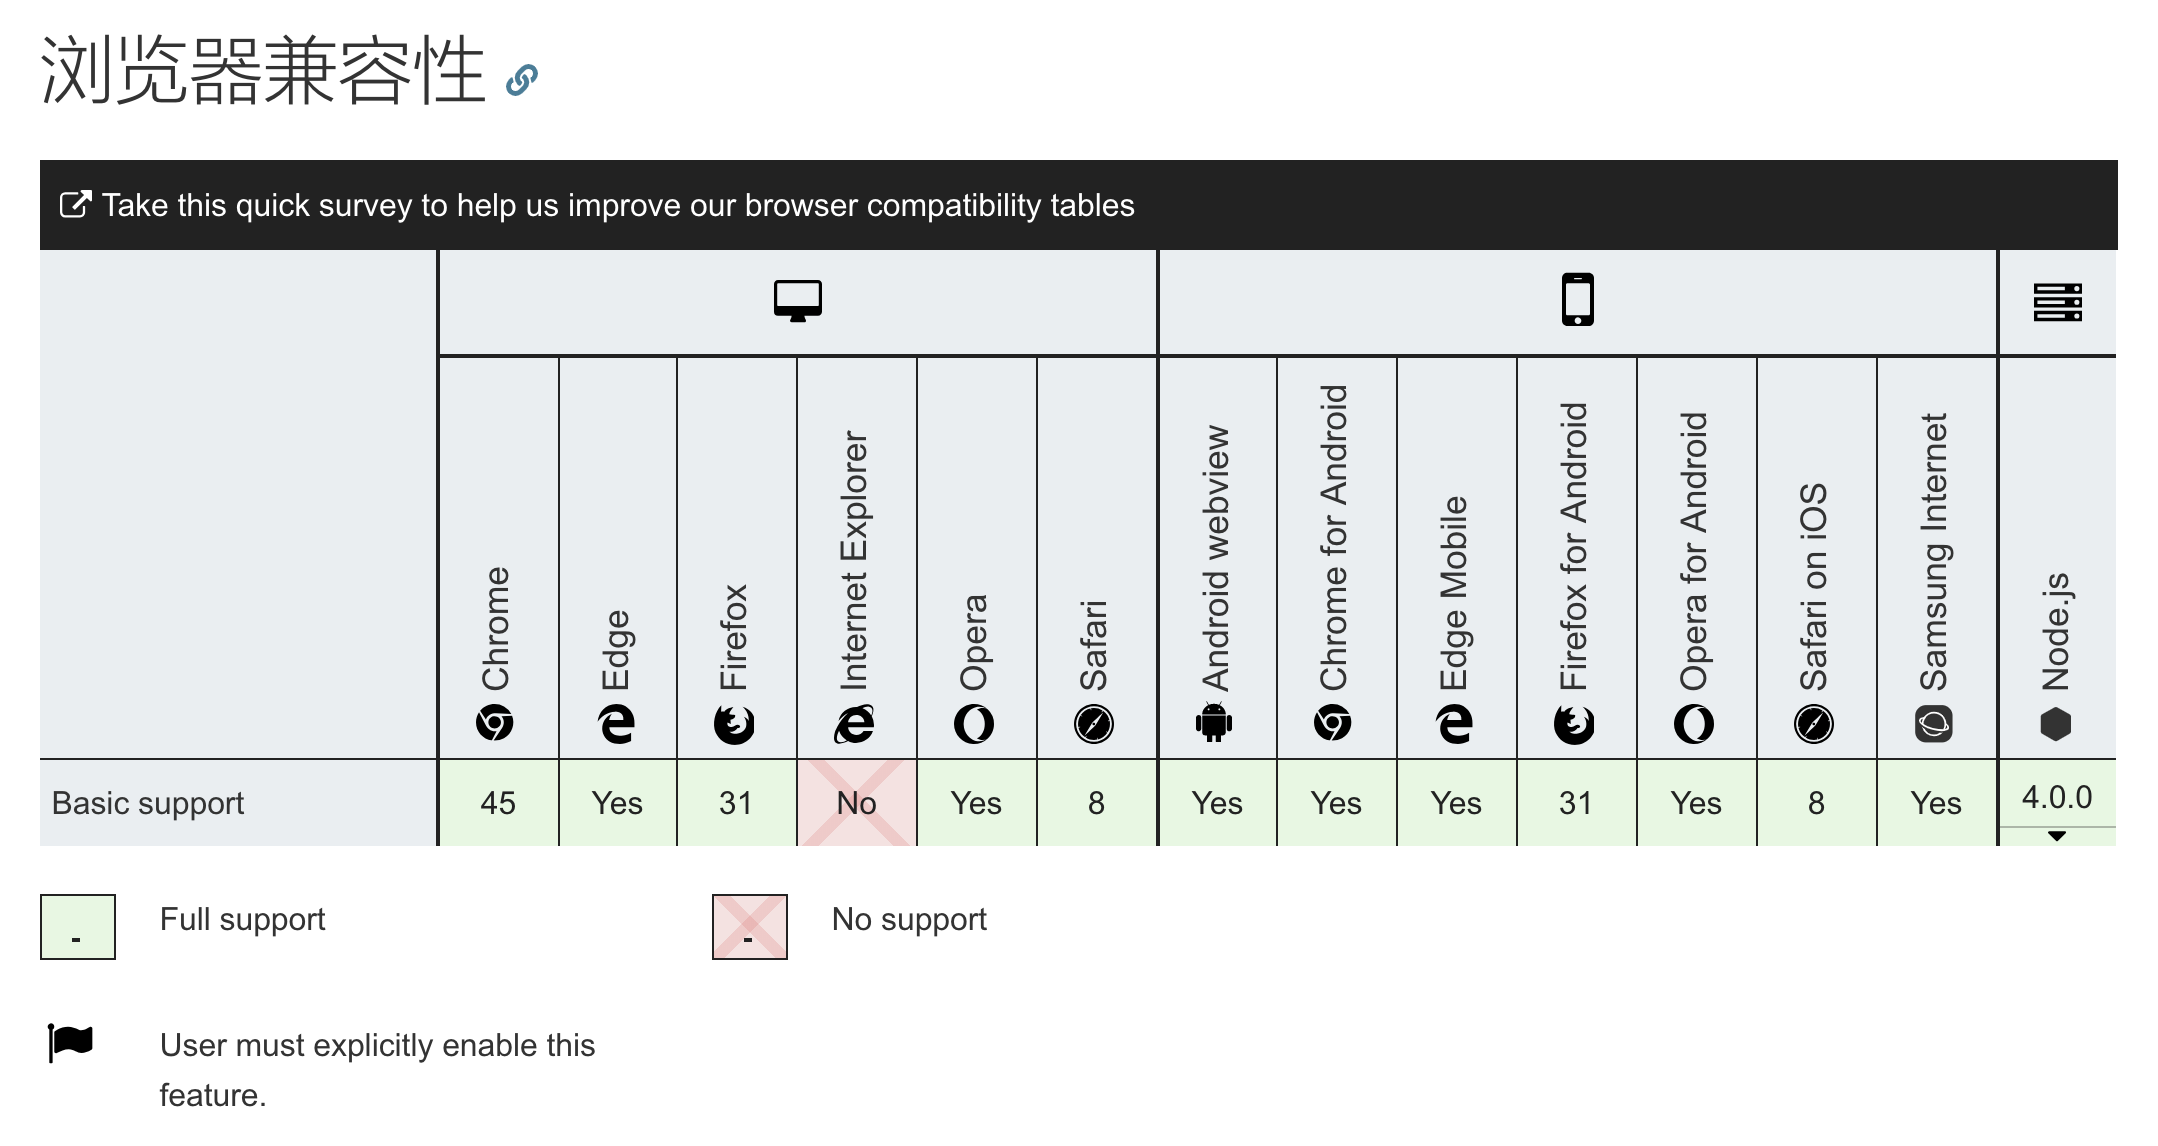 浏览器兼容性
Take this quick survey to help us improve our browser compatibility tables
Chrome
Edge
Firefox
Internet Explorer
Opera
Safari
Android webview
Chrome for Android
Edge Mobile
Firefox for Android
Opera for Android
Safari on iOS
Samsung Internet
Node.js
Basic support 45 Yes 31 No Yes 8 Yes Yes Yes 31 Yes 8 Yes 4.0.0
- Full support - No support
User must explicitly enable this
feature.